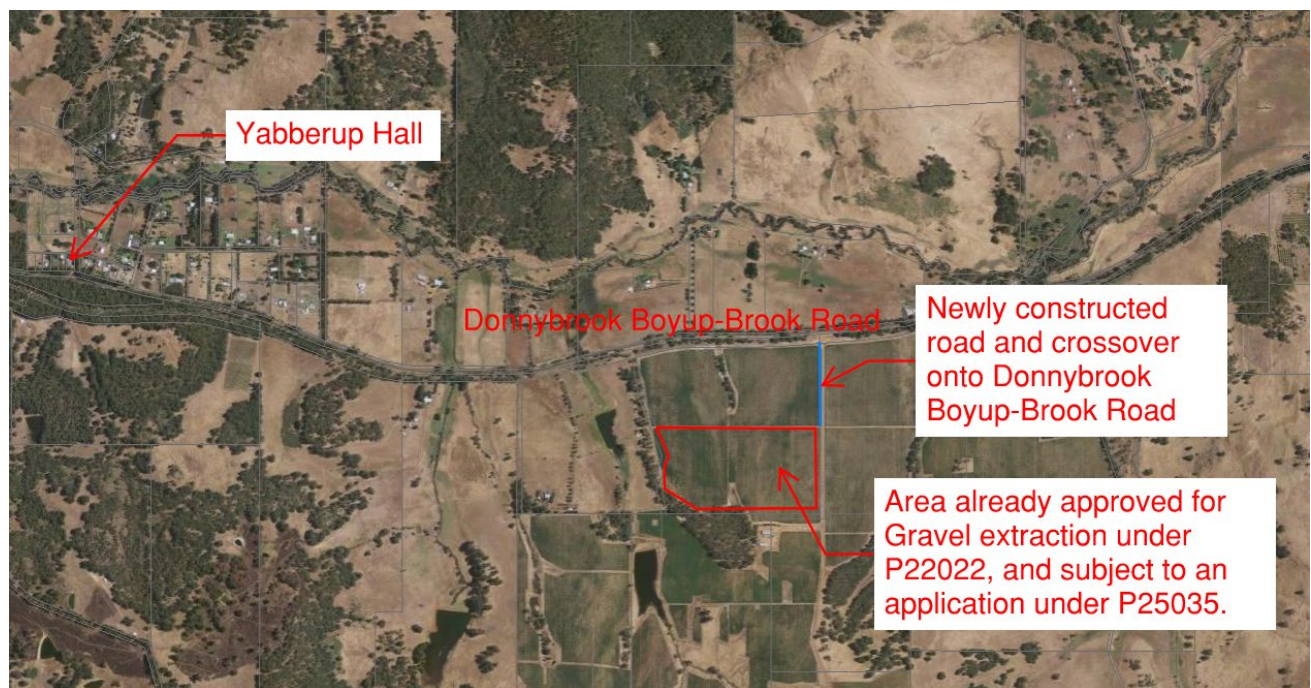 Yabberup Hall
Donnybrook Boyup-Brook Road
Newly constructed
road and crossover
onto Donnybrook
Boyup-Brook Road
Area already approved for
Gravel extraction under
P22022, and subject to an
application under P25035.